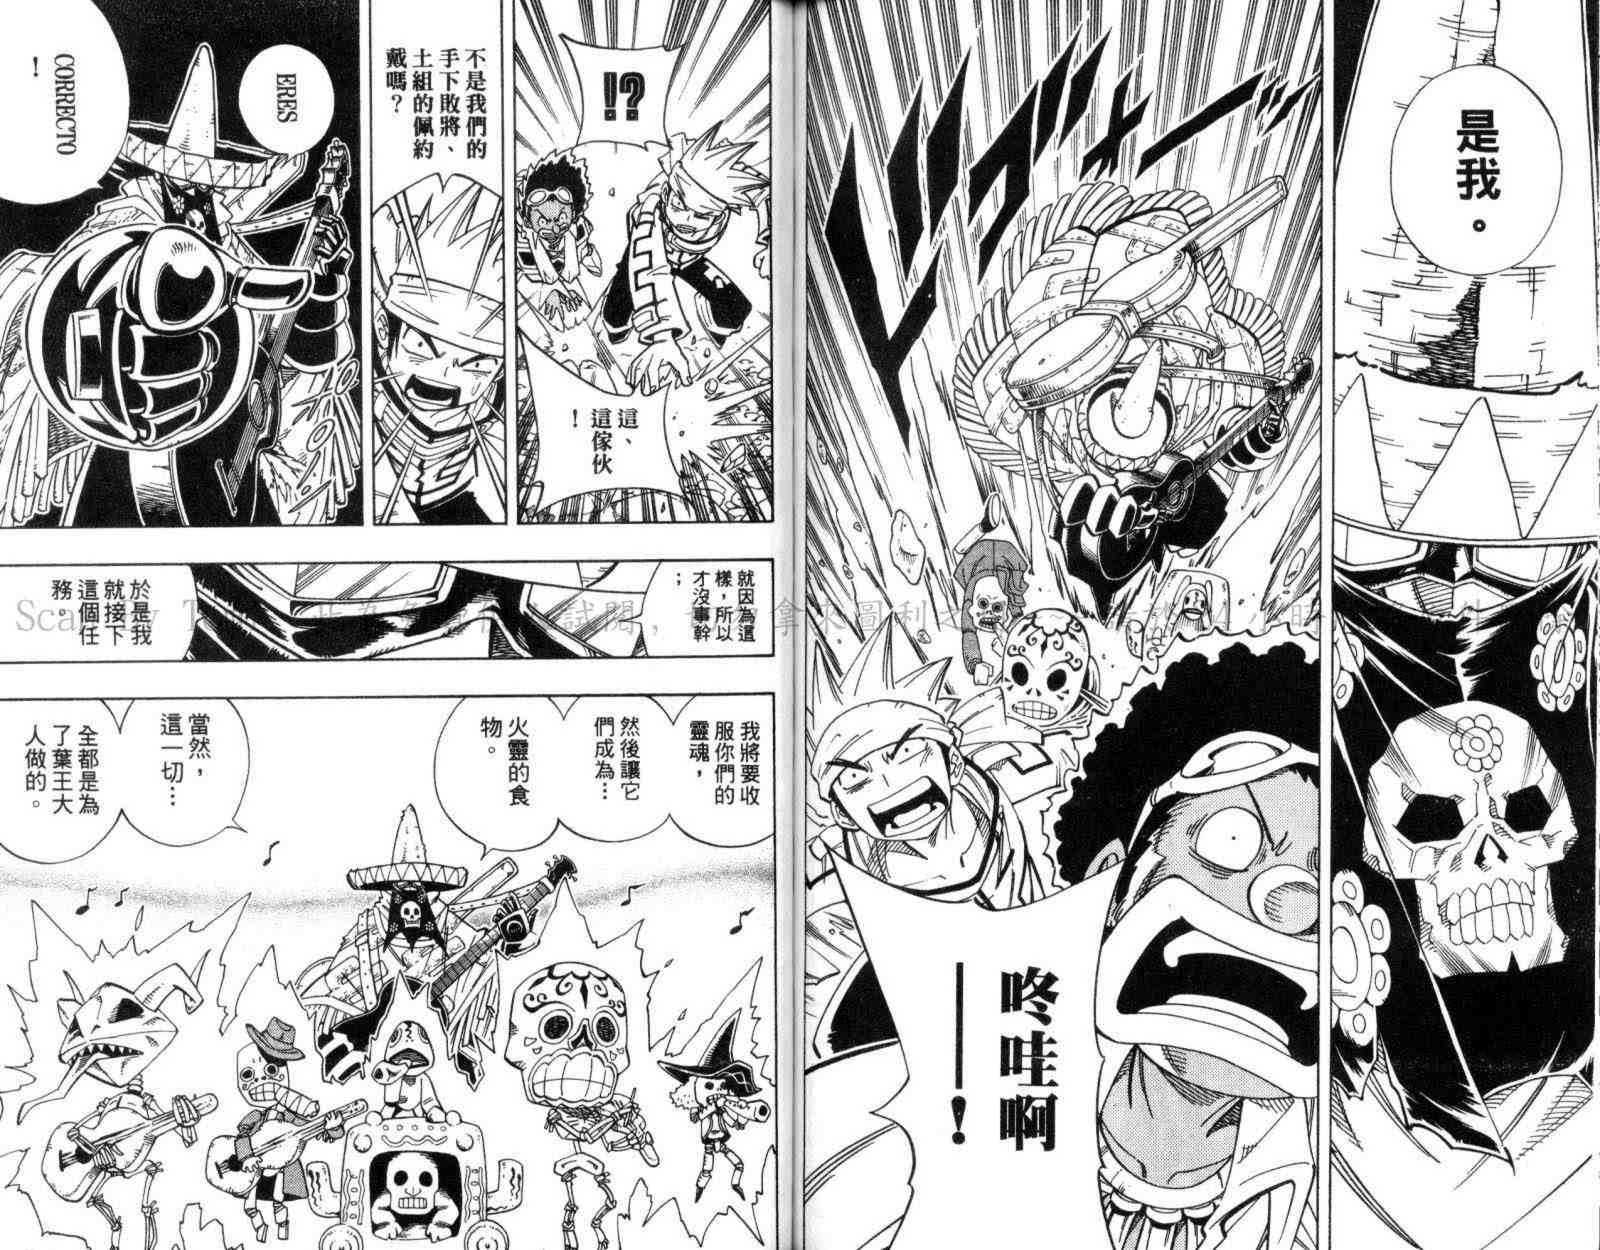 是我。
ドグォーン
咚哇啊
——！
!?
這、
這傢伙
！
不是我們的
手下敗將、
土組的佩約
戴嗎？
ERES
CORRECTO
！
就因為這
樣，所以
才沒事幹
；
於是我
就接下
這個任
務。
我將要收
服你們的
靈魂，
然後讓它
們成為…
火靈的食
物。
當然，
這一切…
全都是為
了葉王大
人做的。